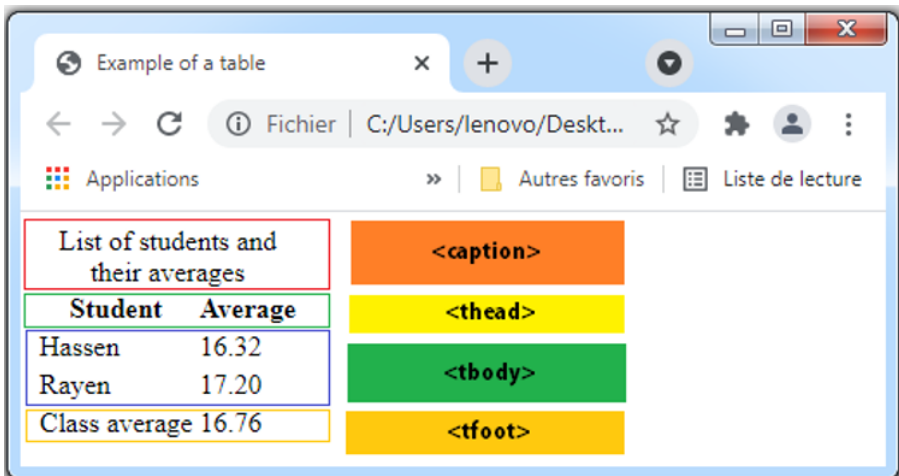 Example of a table
Fichier C:/Users/lenovo/Deskt...
Applications » Autres favoris Liste de lecture
List of students and
their averages
<caption>
Student Average
<thead>
Hassen 16.32
Rayen 17.20
<tbody>
Class average 16.76
<tfoot>